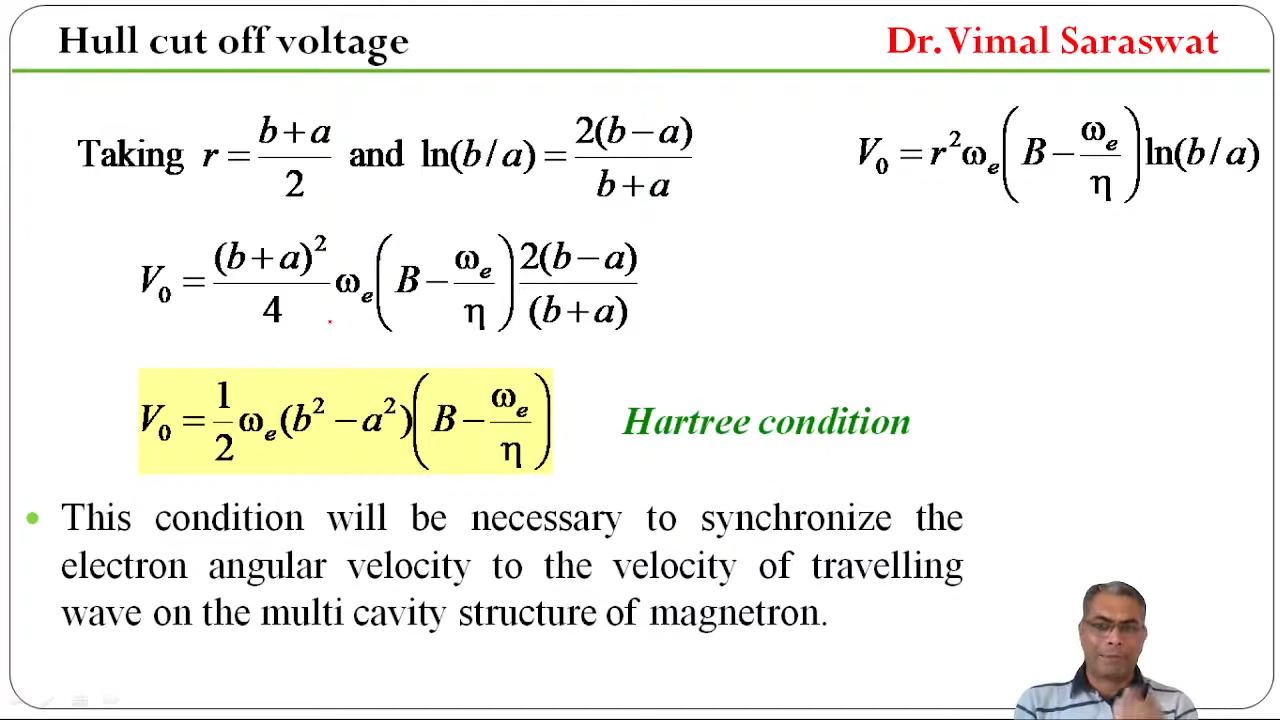 Hull cut off voltage
Dr. Vimal Saraswat
Taking r = (b+a)/2 and ln(b/a) = 2(b−a)/(b+a)
V₀ = r²ωₑ(B − ωₑ/η) ln(b/a)
V₀ = (b+a)²/4 ωₑ(B − ωₑ/η) 2(b−a)/(b+a)
V₀ = 1/2 ωₑ(b² − a²)(B − ωₑ/η)
Hartree condition
• This condition will be necessary to synchronize the
electron angular velocity to the velocity of travelling
wave on the multi cavity structure of magnetron.